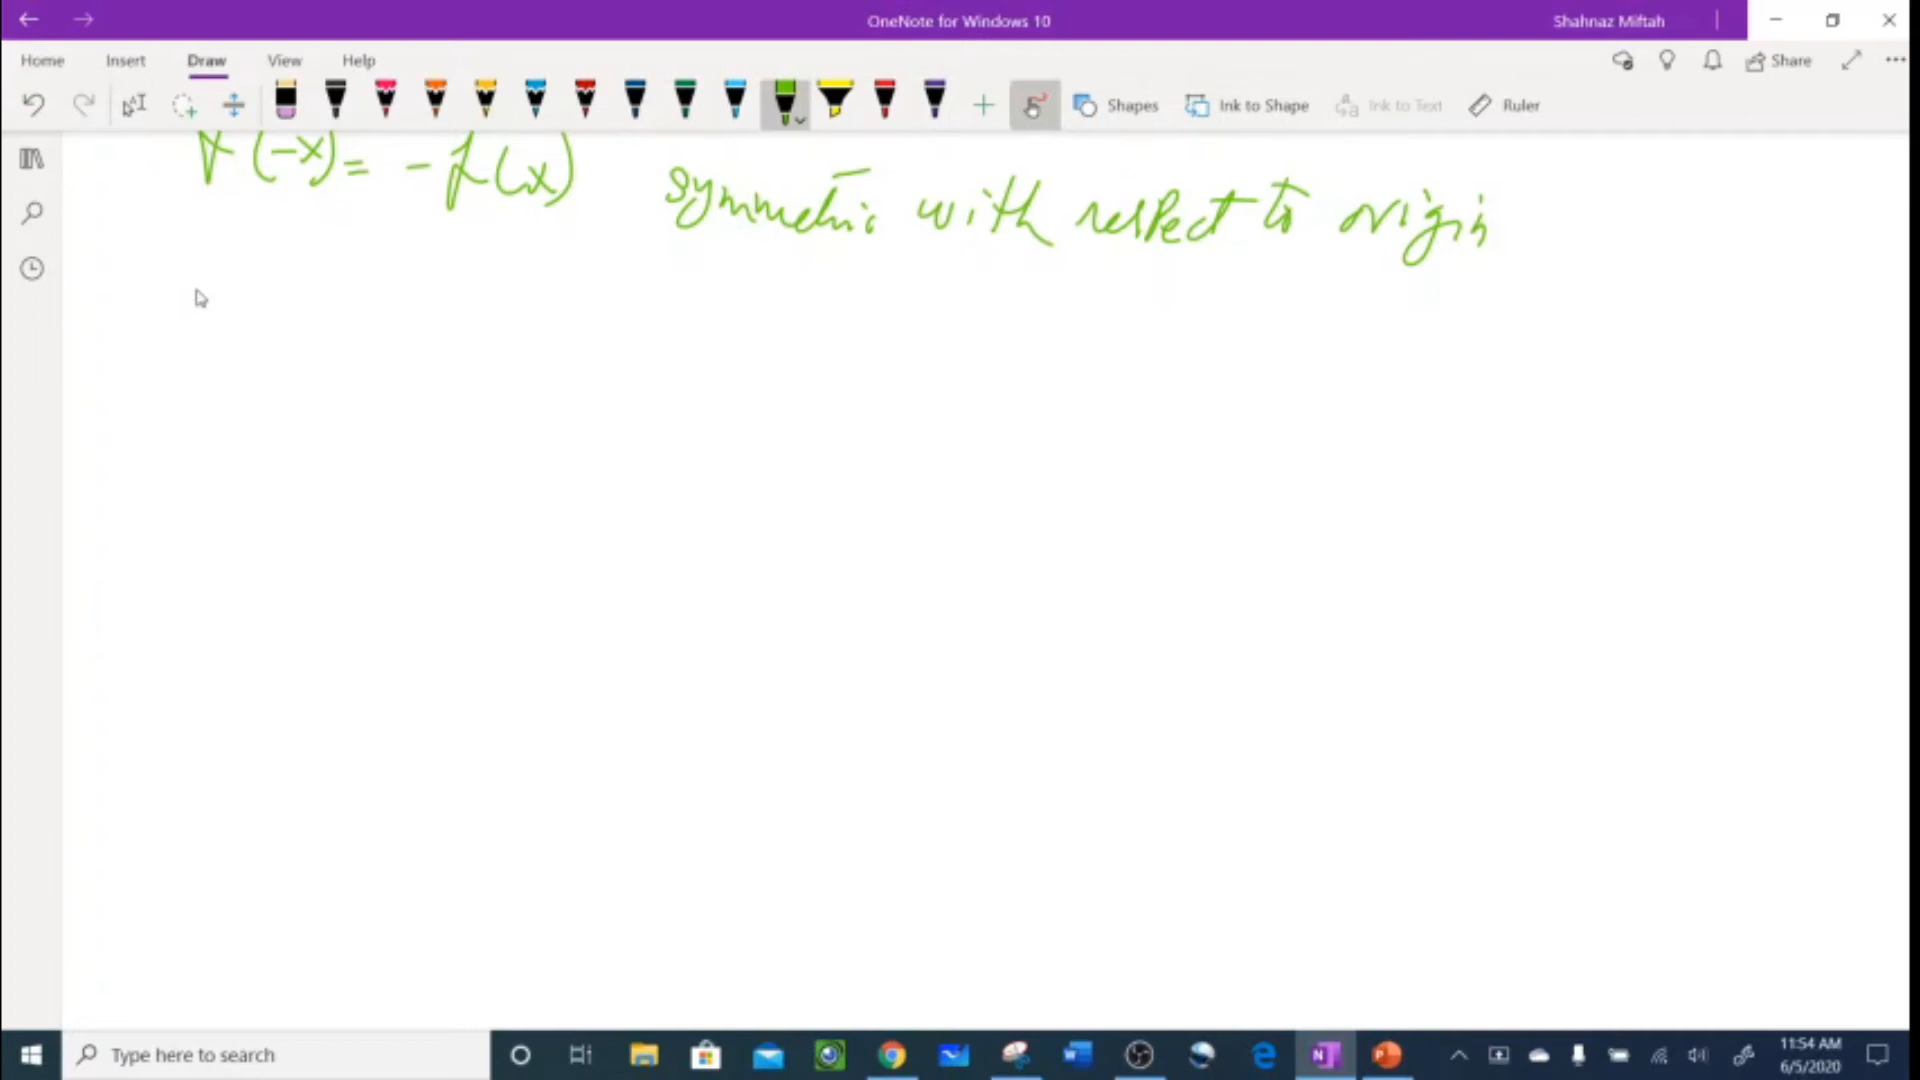 OneNote for Windows 10
Shahnaz Miftah
Home Insert Draw View Help
Share
Shapes Ink to Shape Ink to Text Ruler
f(-x) = -f(x) symmetric with respect to origin
Type here to search
11:54 AM
6/5/2020